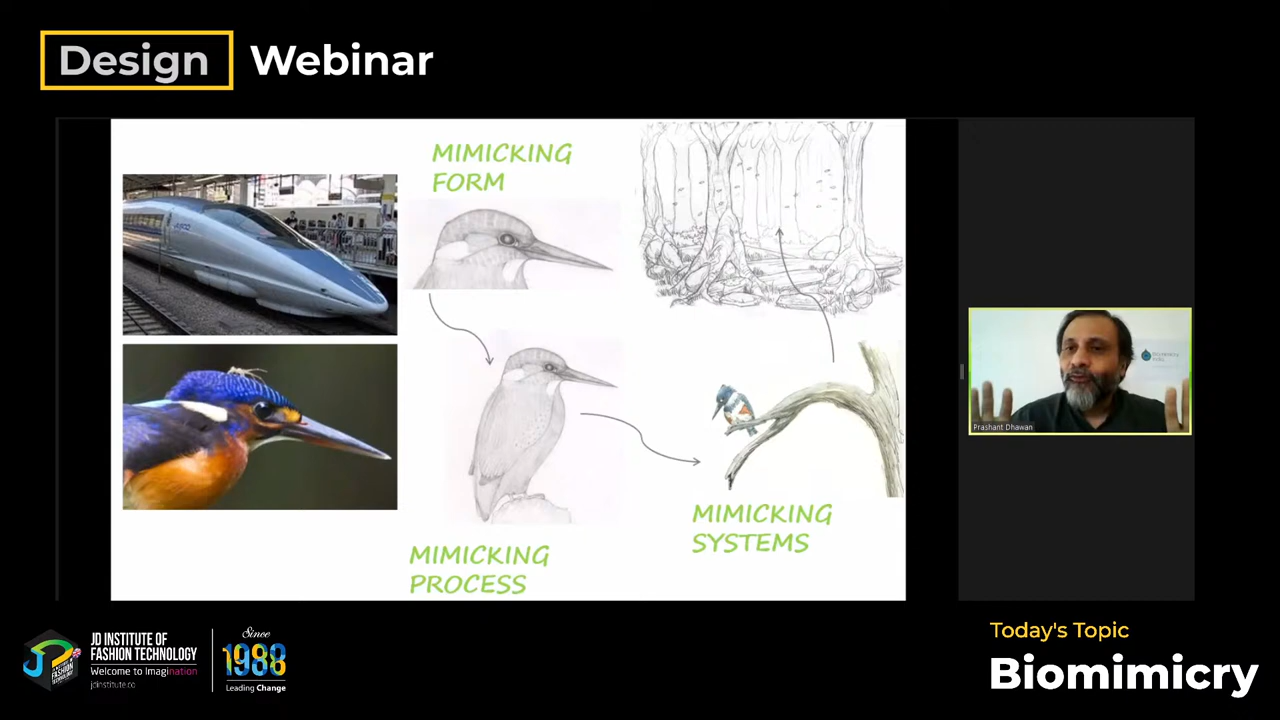 Design Webinar
MIMICKING
FORM
MIMICKING
PROCESS
MIMICKING
SYSTEMS
Prashant Dhawan
JD INSTITUTE OF
FASHION TECHNOLOGY
Welcome to Imagination
jdinstitute.co
Since
1988
Leading Change
Today's Topic
Biomimicry